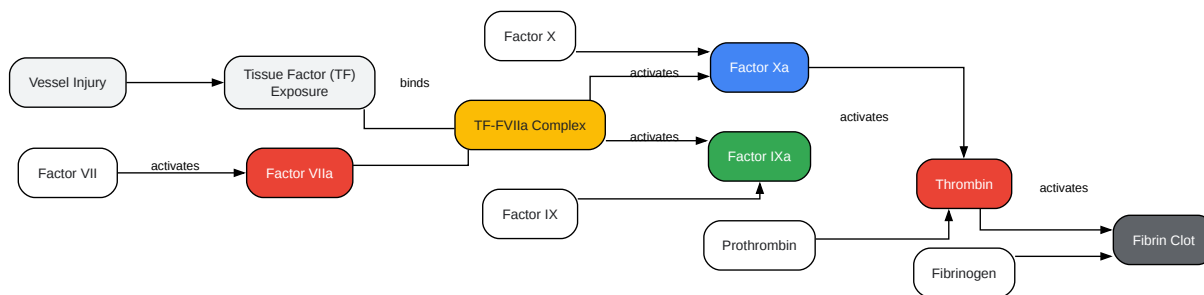 Vessel Injury
Tissue Factor (TF)
Exposure
binds
Factor VII
activates
Factor VIIa
TF-FVIIa Complex
Factor X
activates
Factor Xa
activates
Factor IXa
Factor IX
activates
Prothrombin
Thrombin
activates
Fibrinogen
Fibrin Clot